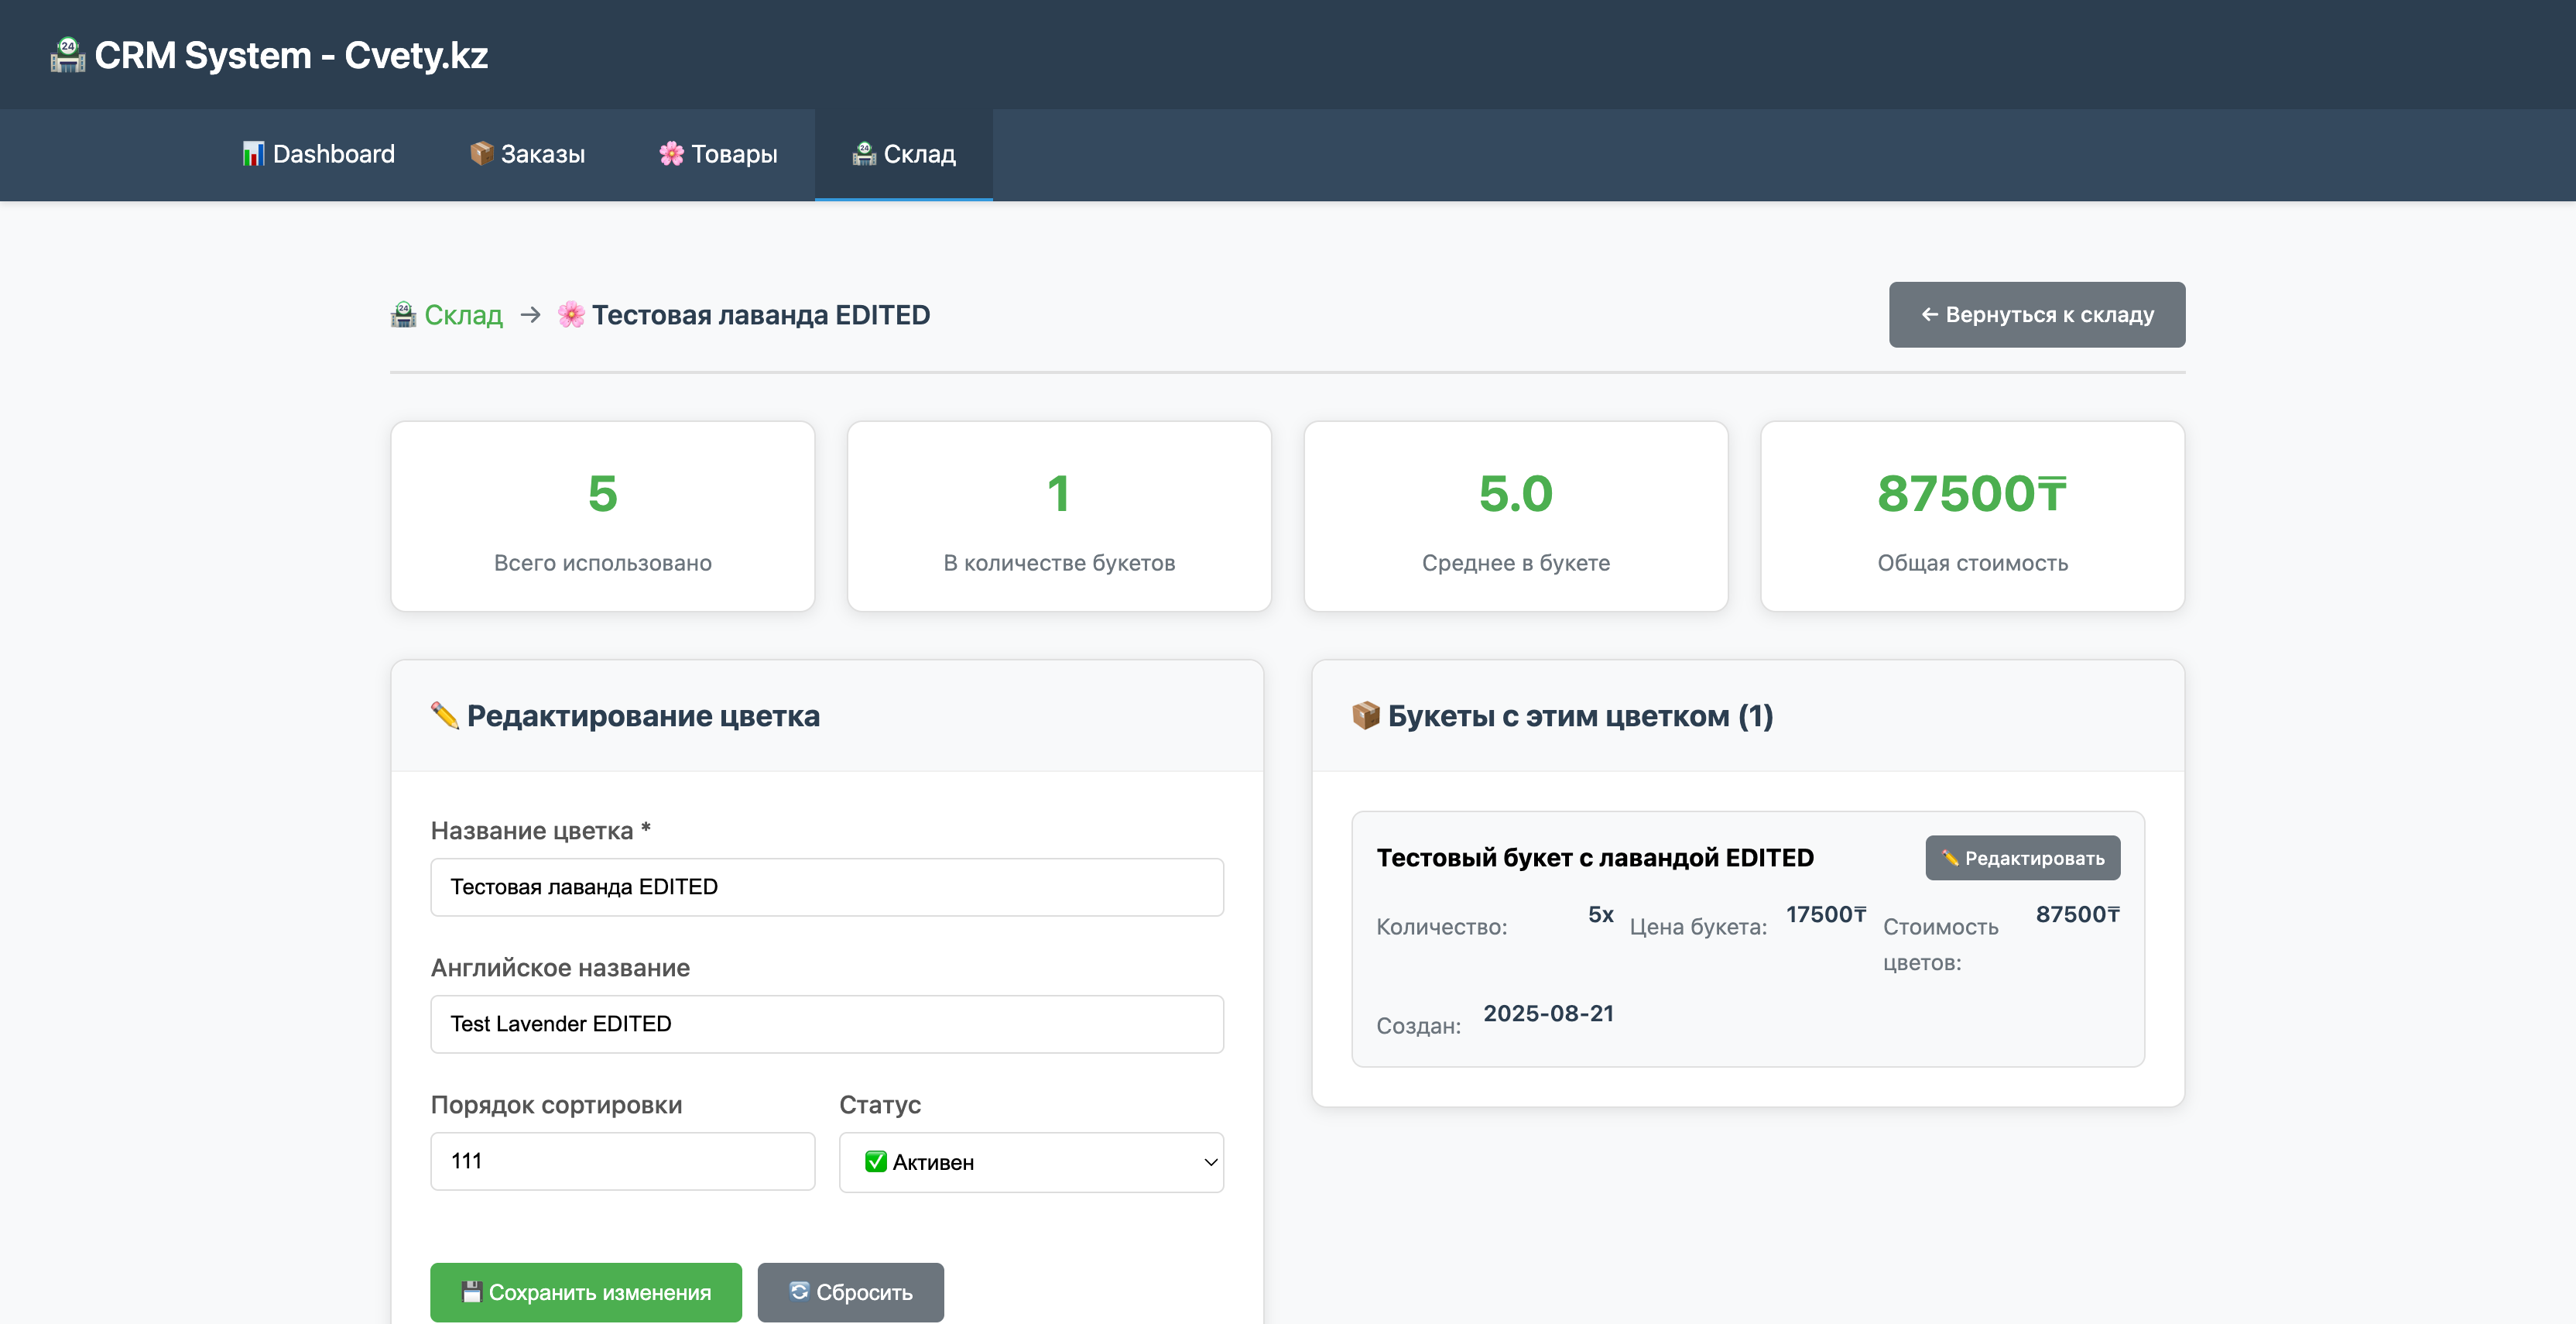 CRM System - Cvety.kz
Dashboard
Заказы
Товары
Склад
Склад → Тестовая лаванда EDITED
← Вернуться к складу
5
Всего использовано
1
В количестве букетов
5.0
Среднее в букете
87500₸
Общая стоимость
Редактирование цветка
Название цветка *
Тестовая лаванда EDITED
Английское название
Test Lavender EDITED
Порядок сортировки
111
Статус
Активен
Сохранить изменения
Сбросить
Букеты с этим цветком (1)
Тестовый букет с лавандой EDITED
Редактировать
Количество: 5x
Цена букета: 17500₸
Стоимость цветов: 87500₸
Создан: 2025-08-21